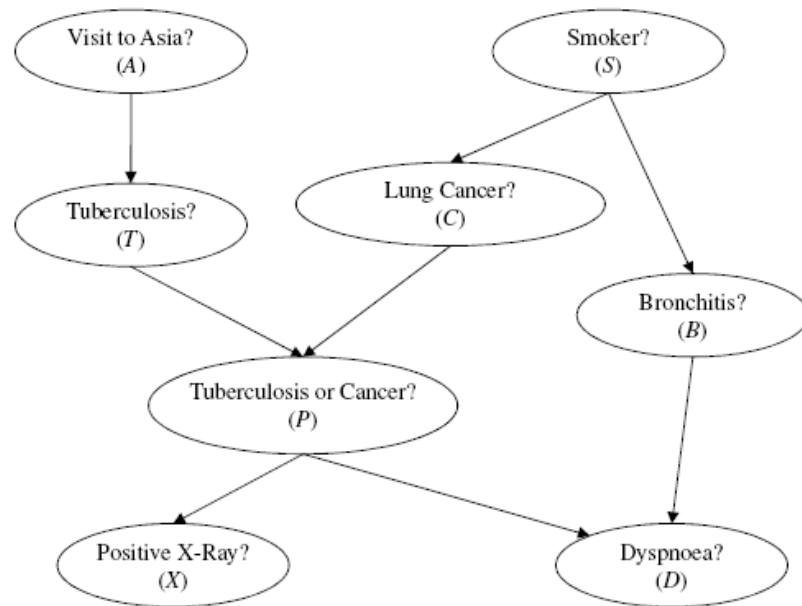 Visit to Asia?
(A)
Smoker?
(S)
Lung Cancer?
(C)
Tuberculosis?
(T)
Bronchitis?
(B)
Tuberculosis or Cancer?
(P)
Positive X-Ray?
(X)
Dyspnoea?
(D)